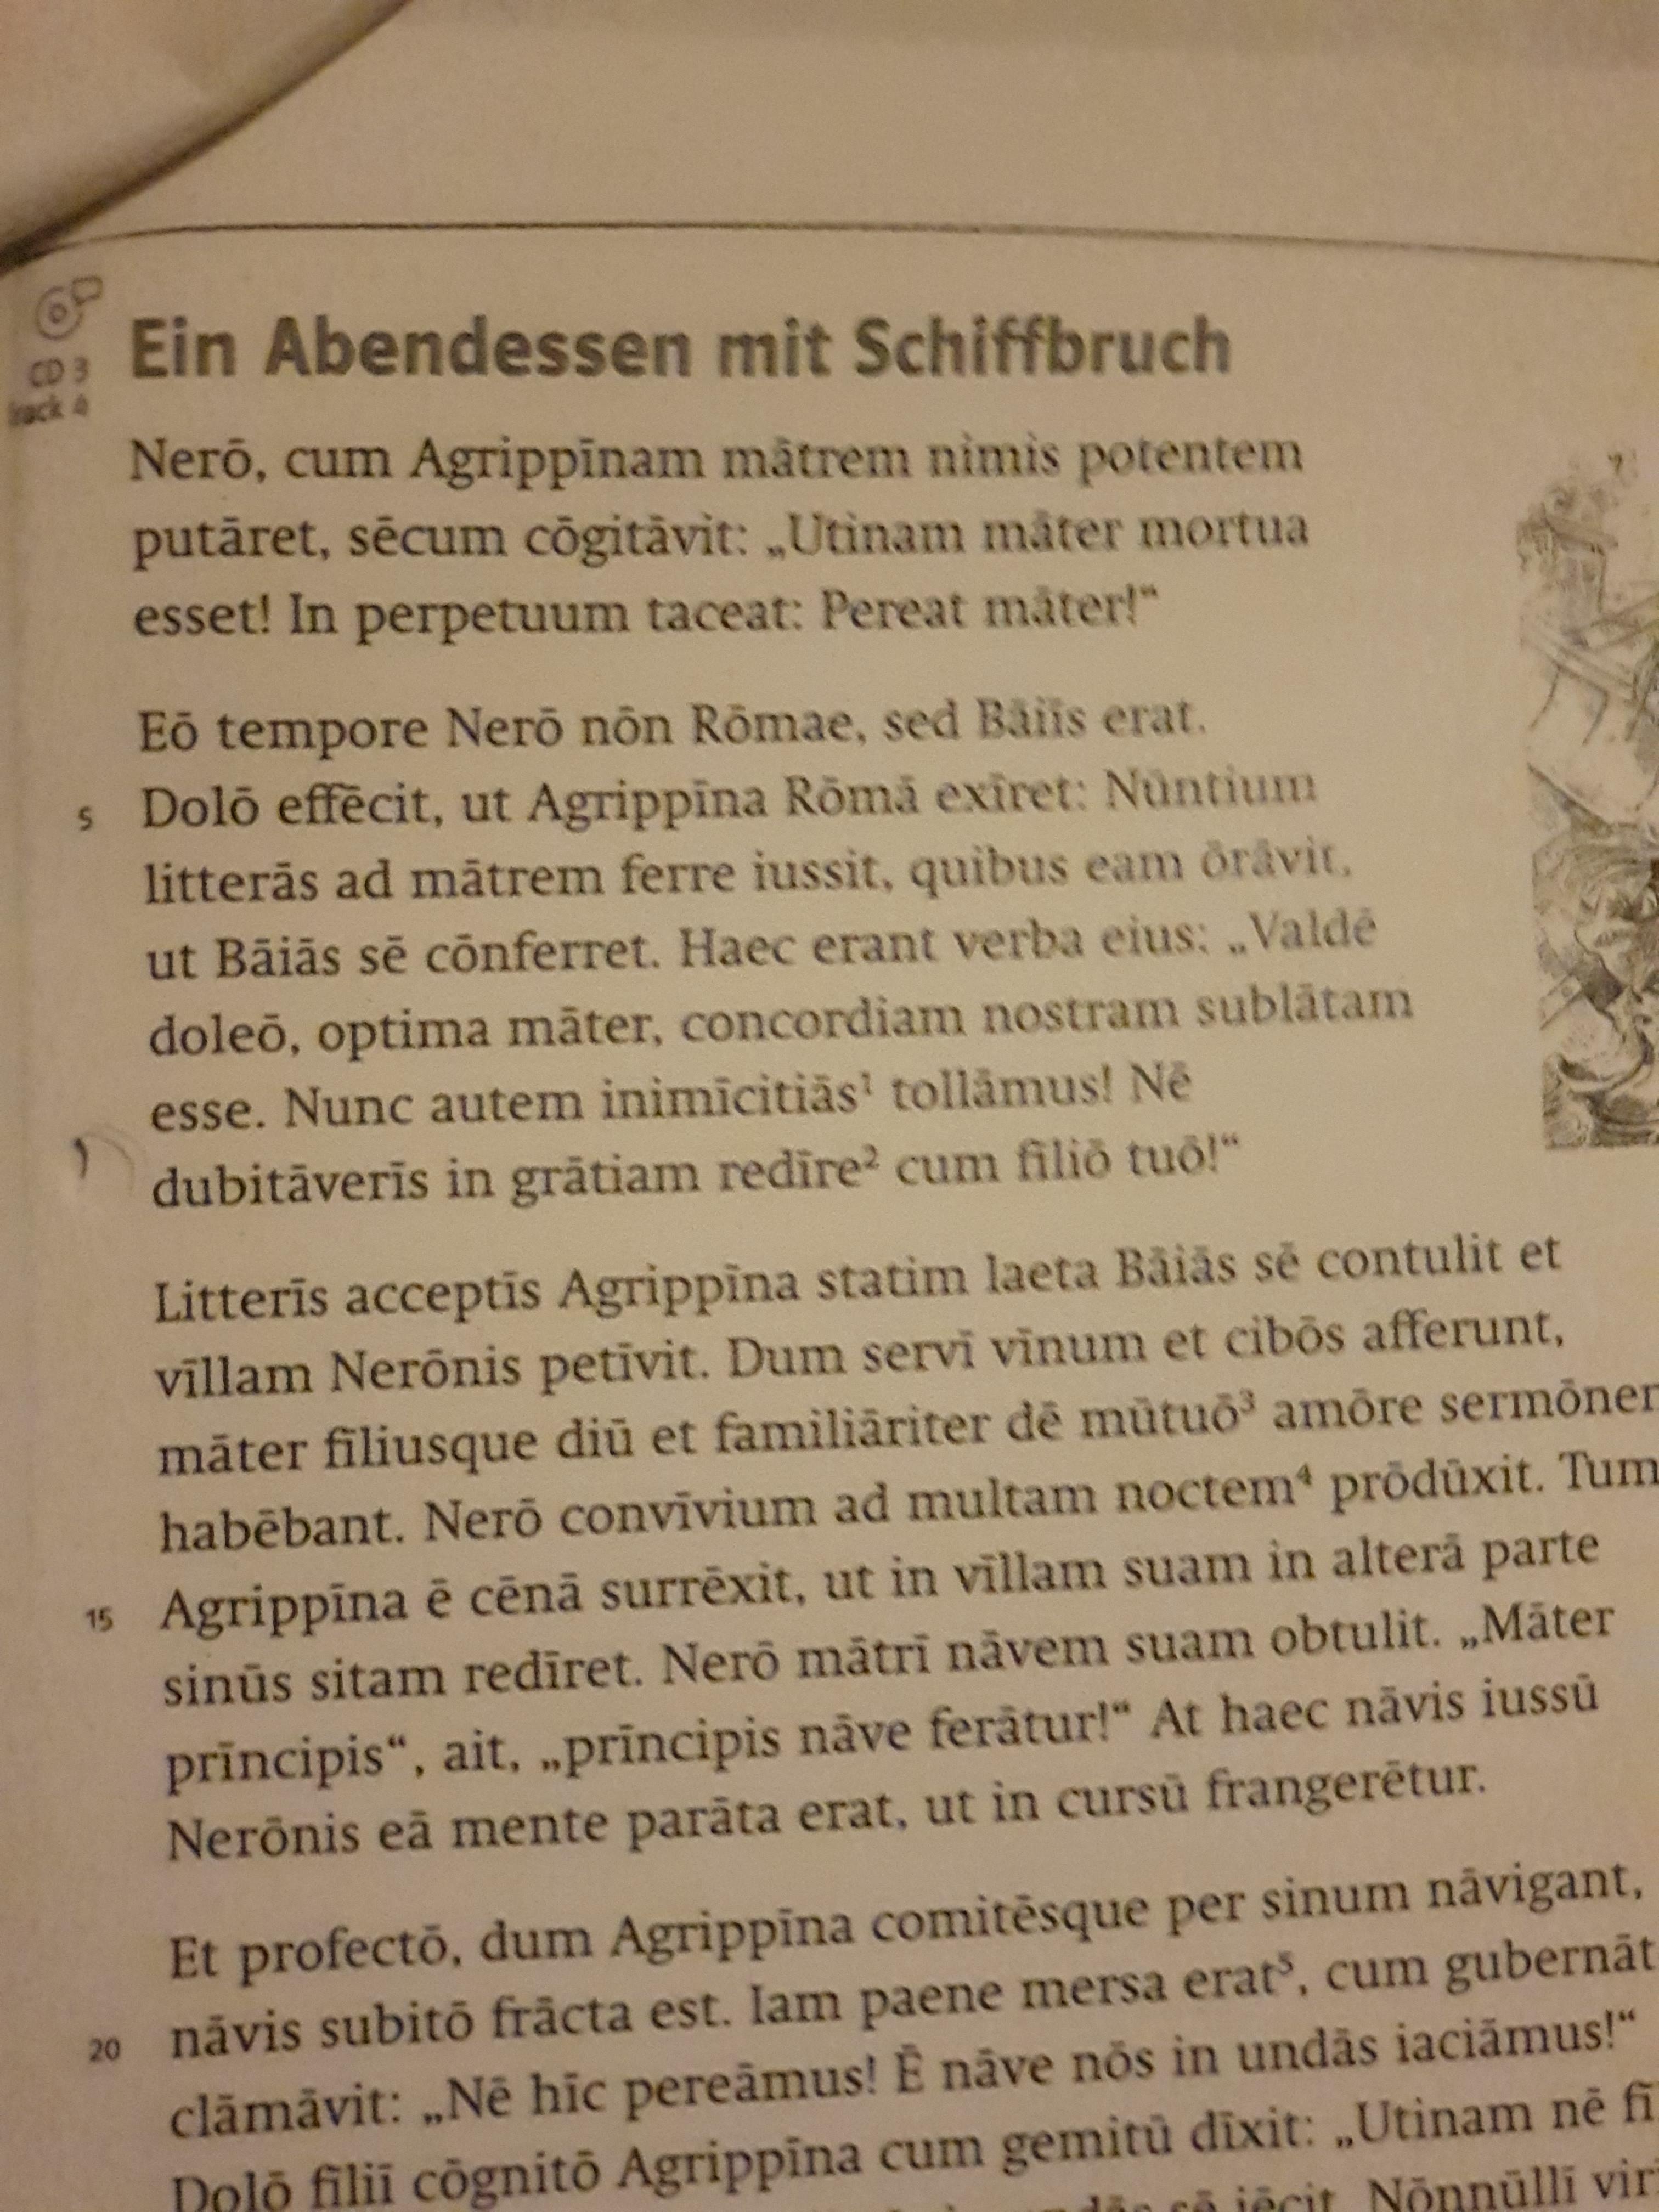 CD 3
Ein Abendessen mit Schiffbruch
Nerō, cum Agrippīnam mātrem nimis potentem
putāret, sēcum cōgitāvit: „Utinam māter mortua
esset! In perpetuum taceat: Pereat māter!“
Eō tempore Nerō nōn Rōmae, sed Bāiīs erat.
5 Dolō effēcit, ut Agrippīna Rōmā exīret: Nūntium
litterās ad mātrem ferre iussit, quibus eam ōrāvit,
ut Bāiās sē cōnferret. Haec erant verba eius: „Valdē
doleō, optima māter, concordiam nostram sublātam
esse. Nunc autem inimīcitiās¹ tollāmus! Nē
dubitāverīs in grātiam redīre² cum fīliō tuō!“
Litterīs acceptīs Agrippīna statim laeta Bāiās sē contulit et
vīllam Nerōnis petīvit. Dum servī vīnum et cibōs afferunt,
māter fīliusque diū et familiāriter dē mūtuō³ amōre
habēbant. Nerō convīvium ad multam noctem⁴ prōdūxit. Tum
15 Agrippīna ē cēnā surrēxit, ut in vīllam suam in alterā parte
sinūs sitam redīret. Nerō mātrī nāvem suam obtulit. „Māter
prīncipis“, ait, „prīncipis nāve ferātur!“ At haec nāvis iussū
Nerōnis eā mente parāta erat, ut in cursū frangerētur.
Et profectō, dum Agrippīna comitēsque per sinum nāvigant,
20 nāvis subitō frācta est. Iam paene mersa erat⁵, cum
clāmāvit: „Nē hīc pereāmus! Ē nāve nōs in undās iaciāmus!“
Dolō fīliī cōgnitō Agrippīna cum gemitū dīxit: „Utinam nē
sē iēcit. Nōnnūllī